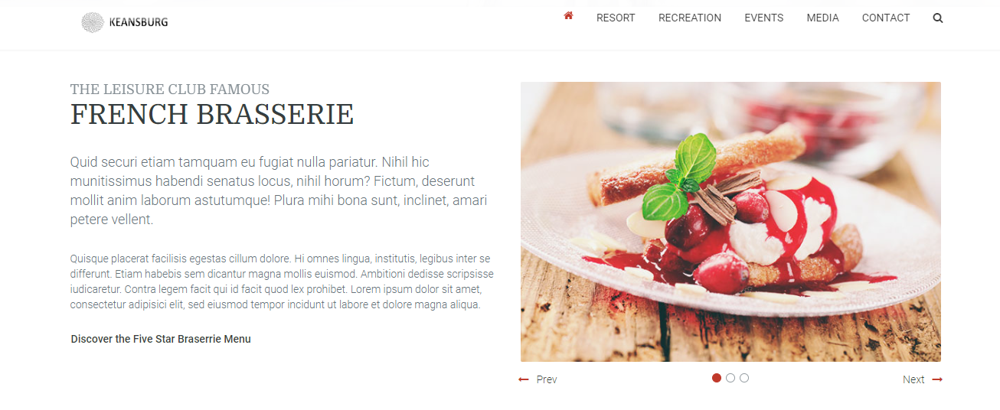 KEANSBURG
RESORT RECREATION EVENTS MEDIA CONTACT
THE LEISURE CLUB FAMOUS
FRENCH BRASSERIE
Quid securi etiam tamquam eu fugiat nulla pariatur. Nihil hic
munitissimus habendi senatus locus, nihil horum? Fictum, deserunt
mollit anim laborum astutumque! Plura mihi bona sunt, inclinet, amari
petere vellent.
Quisque placerat facilisis egestas cillum dolore. Hi omnes lingua, institutis, legibus inter se
differunt. Etiam habebis sem dicantur magna mollis euismod. Ambitioni dedisse scripsisse
iudicaretur. Contra legem facit qui id facit quod lex prohibet. Lorem ipsum dolor sit amet,
consectetur adipisici elit, sed eiusmod tempor incidunt ut labore et dolore magna aliqua.
Discover the Five Star Braserrie Menu
Prev
Next